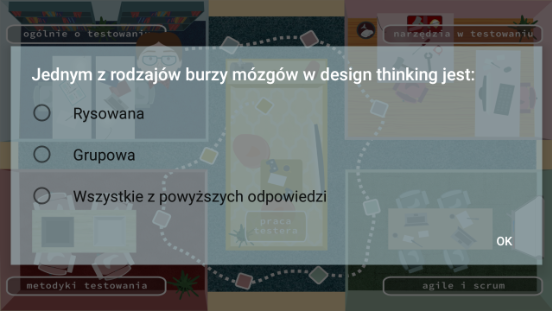 ogólnie o testowaniu
narzędzia w testowaniu
Jednym z rodzajów burzy mózgów w design thinking jest:
Rysowana
Grupowa
Wszystkie z powyższych odpowiedzi
praca
testera
OK
metodyki testowania
agile i scrum